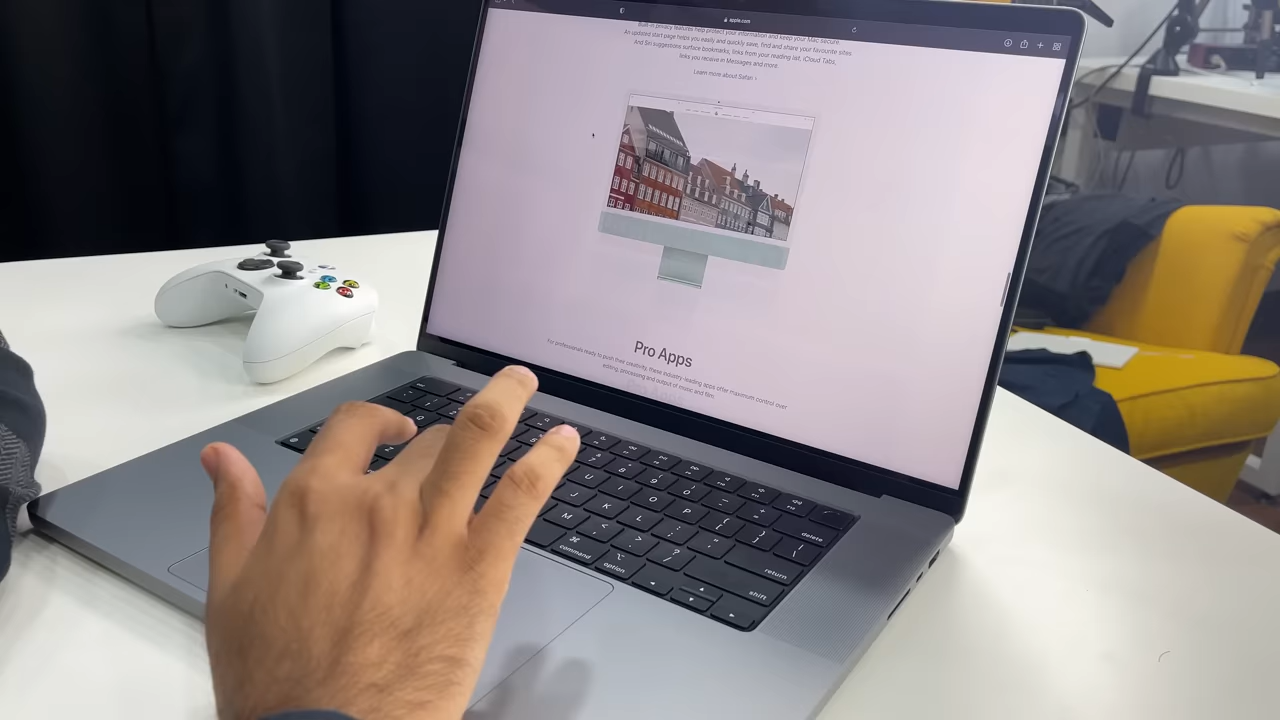 apple.com
Built-in privacy features help protect your information and keep your Mac secure.
An updated start page helps you easily and quickly save, find and share your favourite sites.
And Siri suggestions surface bookmarks, links from your reading list, iCloud Tabs,
links you receive in Messages and more.
Learn more about Safari ›
Pro Apps
For professionals ready to push their creativity, these industry-leading apps offer maximum control over
editing, processing and output of music and film.
delete
{ [
} ]
| \
I O P
return
J K L
: ;
" '
M < > ?
shift
⌘ command
⌥ option